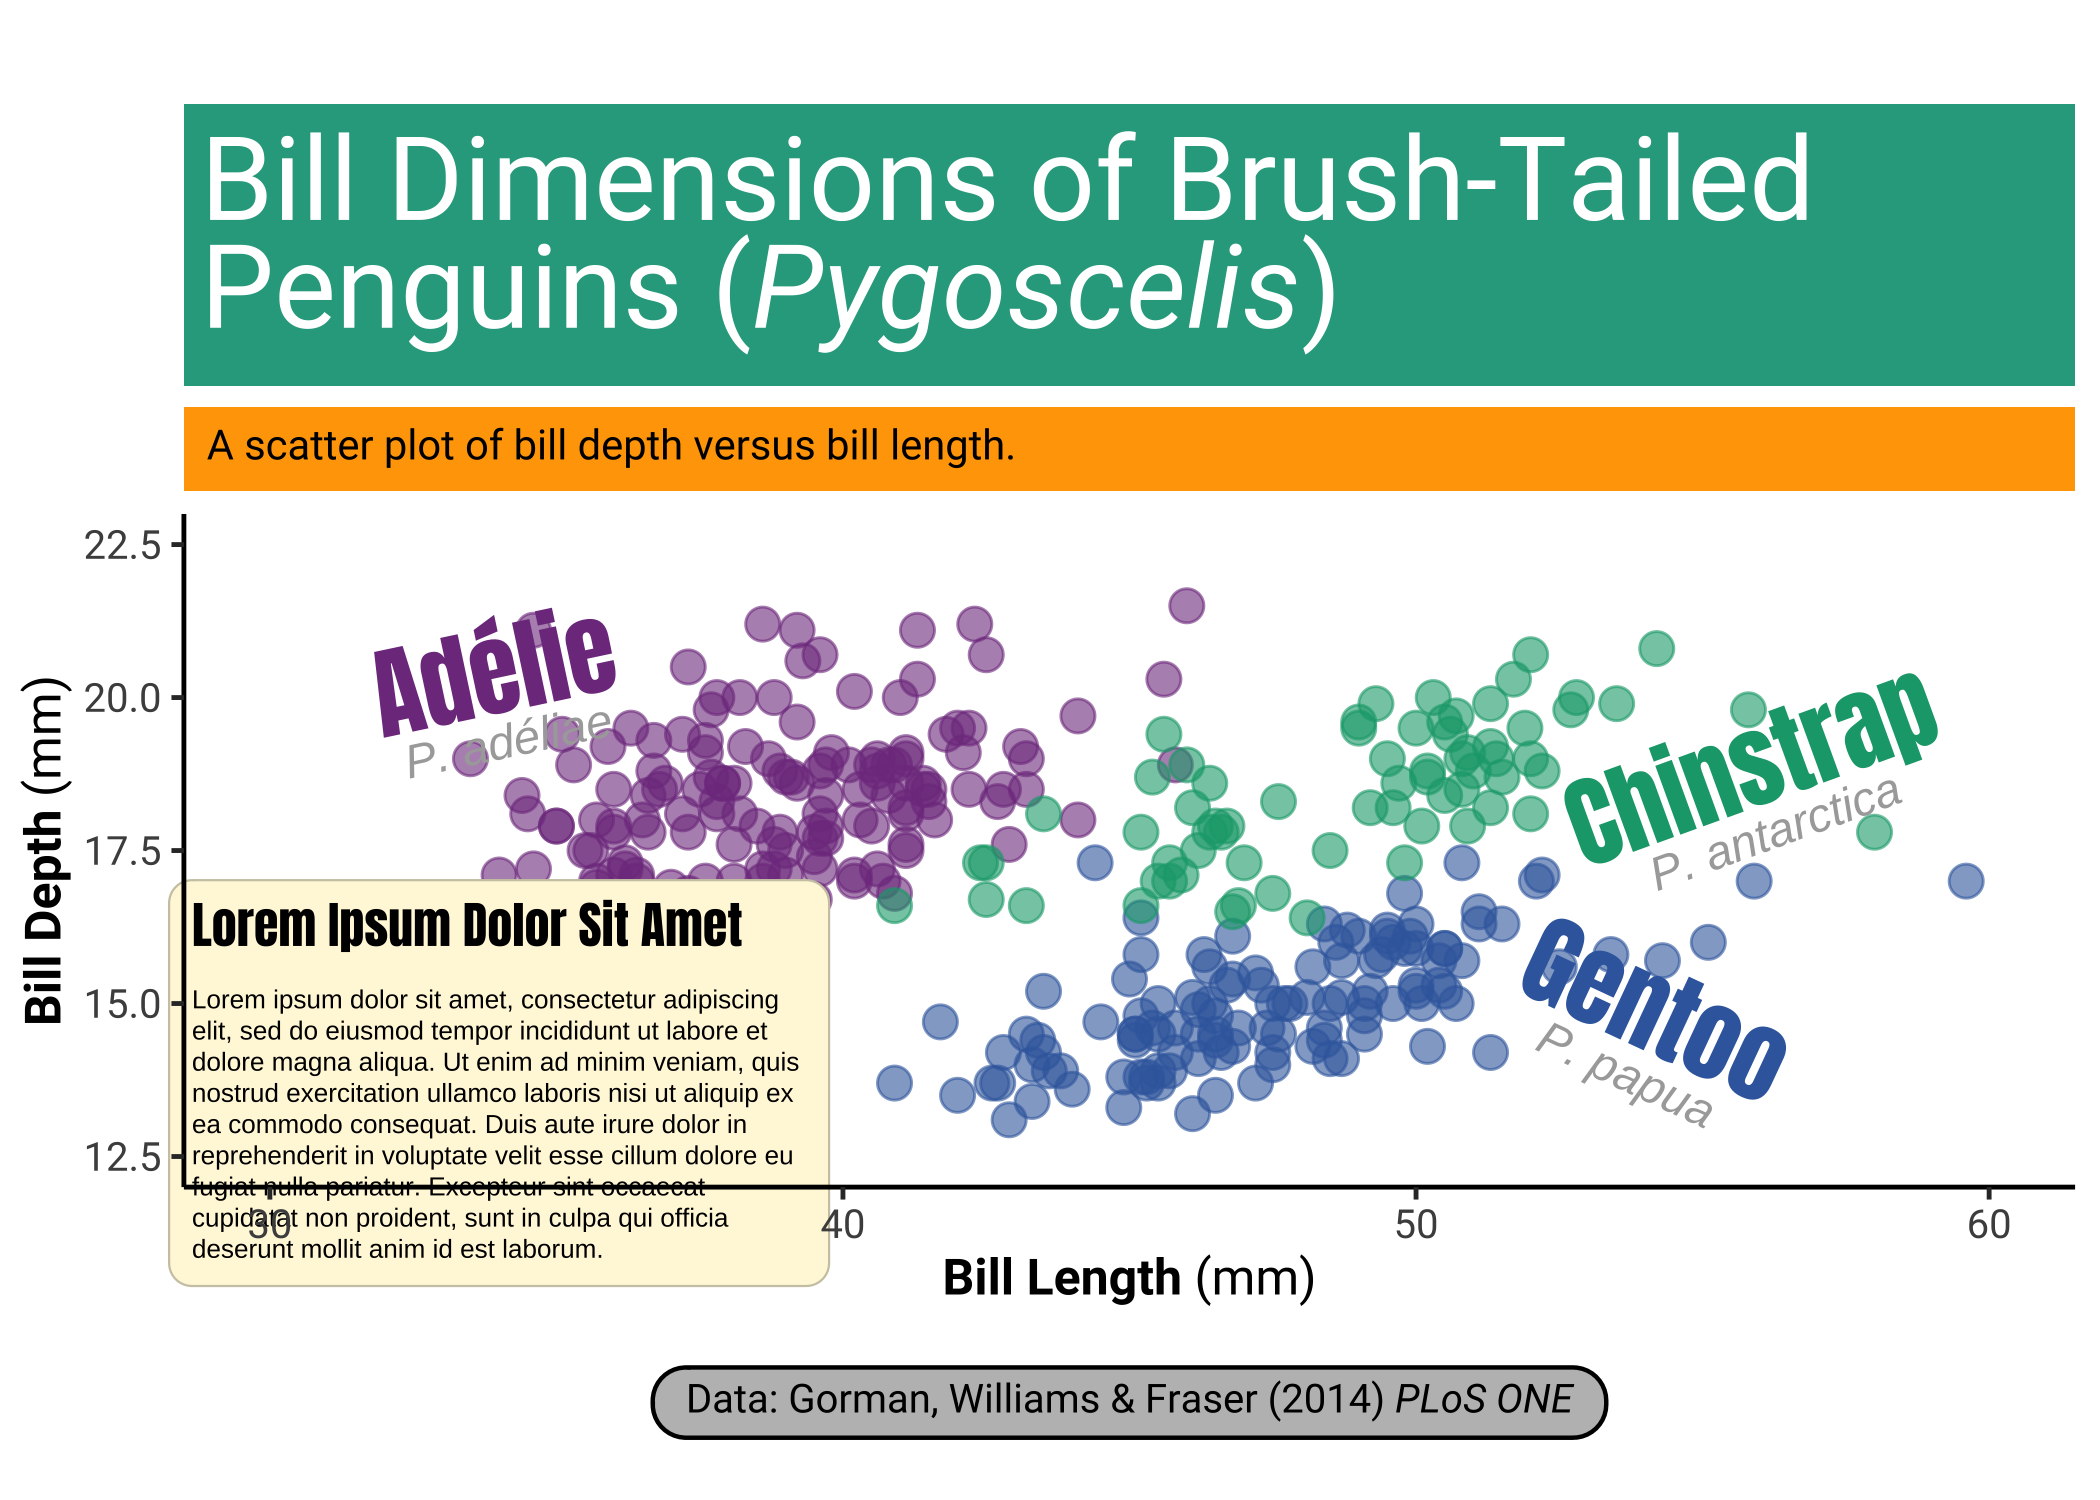 Bill Dimensions of Brush-Tailed
Penguins (Pygoscelis)
A scatter plot of bill depth versus bill length.
22.5
20.0
17.5
15.0
12.5
Bill Depth (mm)
Adélie
P. adéliae
Chinstrap
P. antarctica
Gentoo
P. papua
Lorem Ipsum Dolor Sit Amet
Lorem ipsum dolor sit amet, consectetur adipiscing
elit, sed do eiusmod tempor incididunt ut labore et
dolore magna aliqua. Ut enim ad minim veniam, quis
nostrud exercitation ullamco laboris nisi ut aliquip ex
ea commodo consequat. Duis aute irure dolor in
reprehenderit in voluptate velit esse cillum dolore eu
fugiat nulla pariatur. Excepteur sint occaecat
cupidatat non proident, sunt in culpa qui officia
deserunt mollit anim id est laborum.
30
40
50
60
Bill Length (mm)
Data: Gorman, Williams & Fraser (2014) PLoS ONE